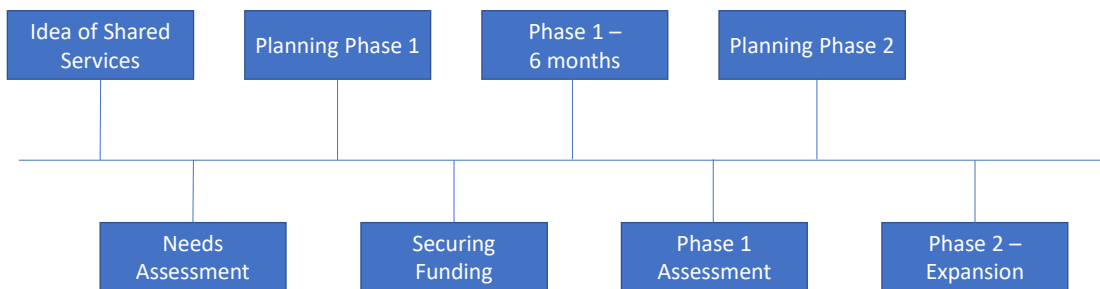 Idea of Shared
Services
Planning Phase 1
Phase 1 –
6 months
Planning Phase 2
Needs
Assessment
Securing
Funding
Phase 1
Assessment
Phase 2 –
Expansion